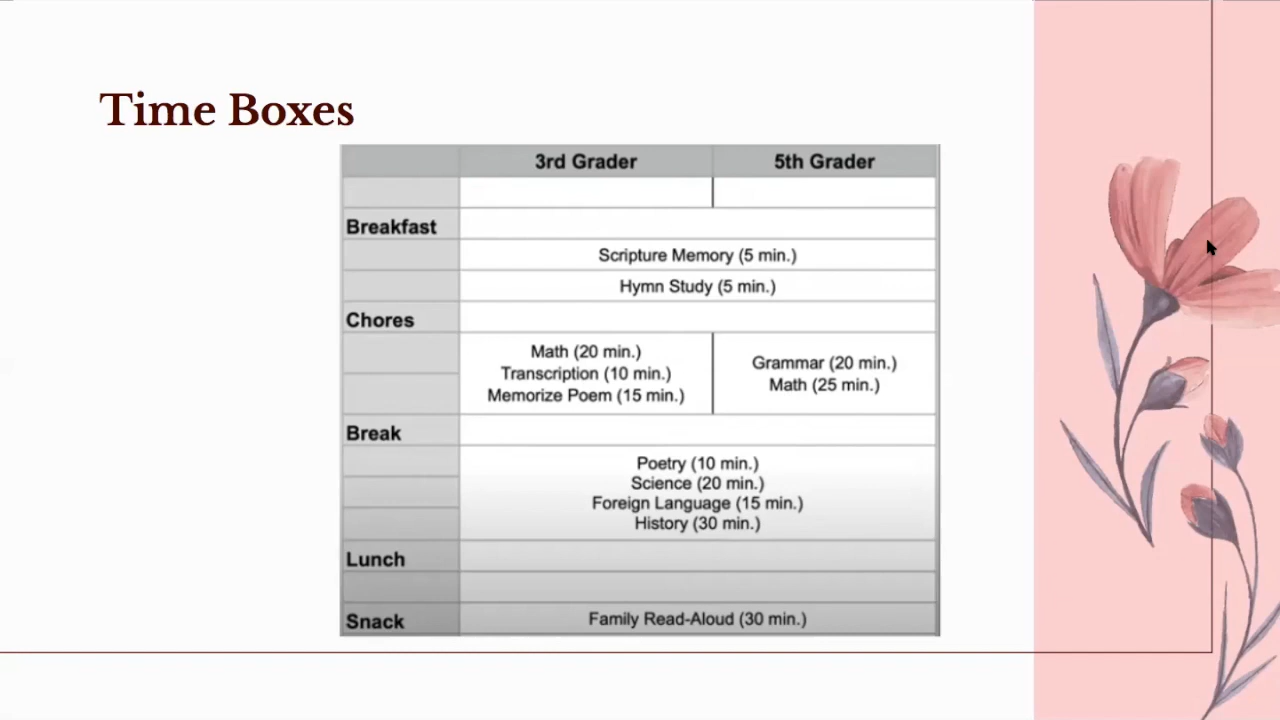 Time Boxes
3rd Grader 5th Grader
Breakfast
Scripture Memory (5 min.)
Hymn Study (5 min.)
Chores
Math (20 min.)
Transcription (10 min.)
Memorize Poem (15 min.)
Grammar (20 min.)
Math (25 min.)
Break
Poetry (10 min.)
Science (20 min.)
Foreign Language (15 min.)
History (30 min.)
Lunch
Snack Family Read-Aloud (30 min.)